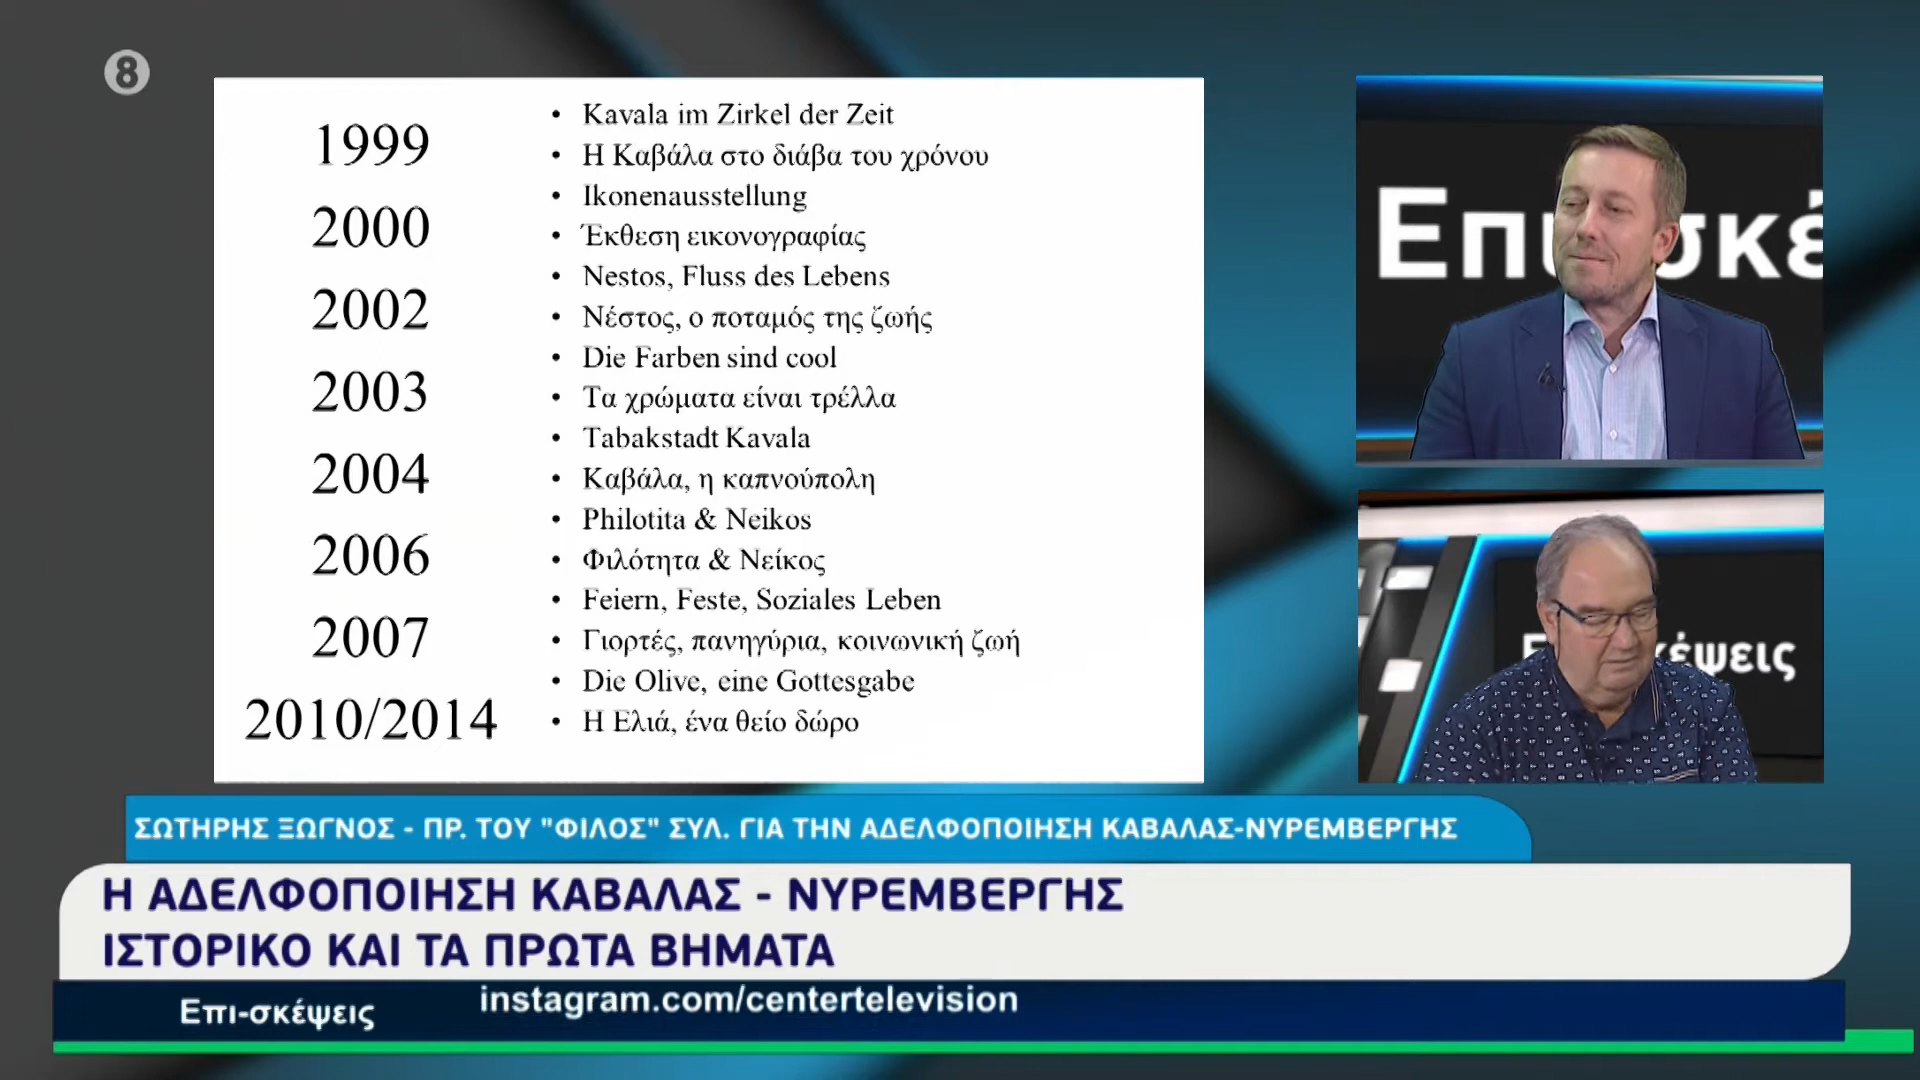 8
1999
2000
2002
2003
2004
2006
2007
2010/2014
• Kavala im Zirkel der Zeit
• Η Καβάλα στο διάβα του χρόνου
• Ikonenausstellung
• Έκθεση εικονογραφίας
• Nestos, Fluss des Lebens
• Νέστος, ο ποταμός της ζωής
• Die Farben sind cool
• Τα χρώματα είναι τρέλλα
• Tabakstadt Kavala
• Καβάλα, η καπνούπολη
• Philotita & Neikos
• Φιλότητα & Νείκος
• Feiern, Feste, Soziales Leben
• Γιορτές, πανηγύρια, κοινωνική ζωή
• Die Olive, eine Gottesgabe
• Η Ελιά, ένα θείο δώρο
ΣΩΤΗΡΗΣ ΞΩΓΝΟΣ - ΠΡ. ΤΟΥ "ΦΙΛΟΣ" ΣΥΛ. ΓΙΑ ΤΗΝ ΑΔΕΛΦΟΠΟΙΗΣΗ ΚΑΒΑΛΑΣ-ΝΥΡΕΜΒΕΡΓΗΣ
Η ΑΔΕΛΦΟΠΟΙΗΣΗ ΚΑΒΑΛΑΣ - ΝΥΡΕΜΒΕΡΓΗΣ
ΙΣΤΟΡΙΚΟ ΚΑΙ ΤΑ ΠΡΩΤΑ ΒΗΜΑΤΑ
Επι-σκέψεις
instagram.com/centertelevision